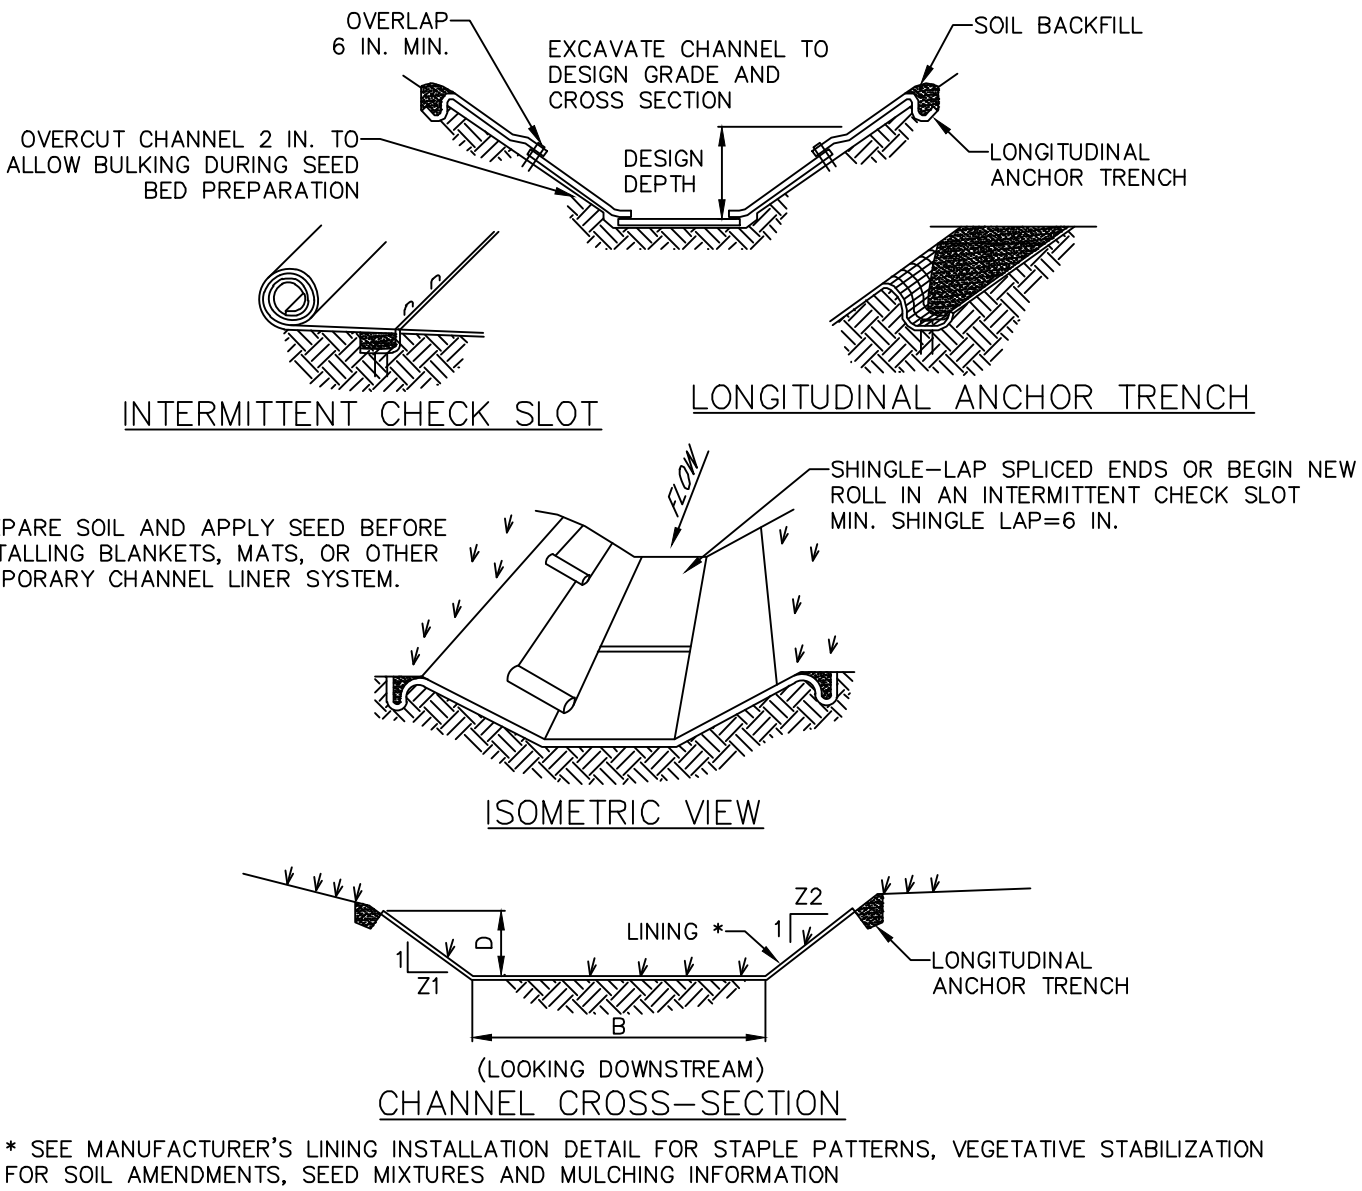 OVERLAP
6 IN. MIN.
EXCAVATE CHANNEL TO
DESIGN GRADE AND
CROSS SECTION
SOIL BACKFILL
OVERCUT CHANNEL 2 IN. TO
ALLOW BULKING DURING SEED
BED PREPARATION
DESIGN
DEPTH
LONGITUDINAL
ANCHOR TRENCH
INTERMITTENT CHECK SLOT
LONGITUDINAL ANCHOR TRENCH
FLOW
SHINGLE-LAP SPLICED ENDS OR BEGIN NEW
ROLL IN AN INTERMITTENT CHECK SLOT
MIN. SHINGLE LAP=6 IN.
PARE SOIL AND APPLY SEED BEFORE
TALLING BLANKETS, MATS, OR OTHER
PORARY CHANNEL LINER SYSTEM.
ISOMETRIC VIEW
1
Z1
D
LINING *
1
Z2
LONGITUDINAL
ANCHOR TRENCH
B
(LOOKING DOWNSTREAM)
CHANNEL CROSS-SECTION
* SEE MANUFACTURER'S LINING INSTALLATION DETAIL FOR STAPLE PATTERNS, VEGETATIVE STABILIZATION
FOR SOIL AMENDMENTS, SEED MIXTURES AND MULCHING INFORMATION